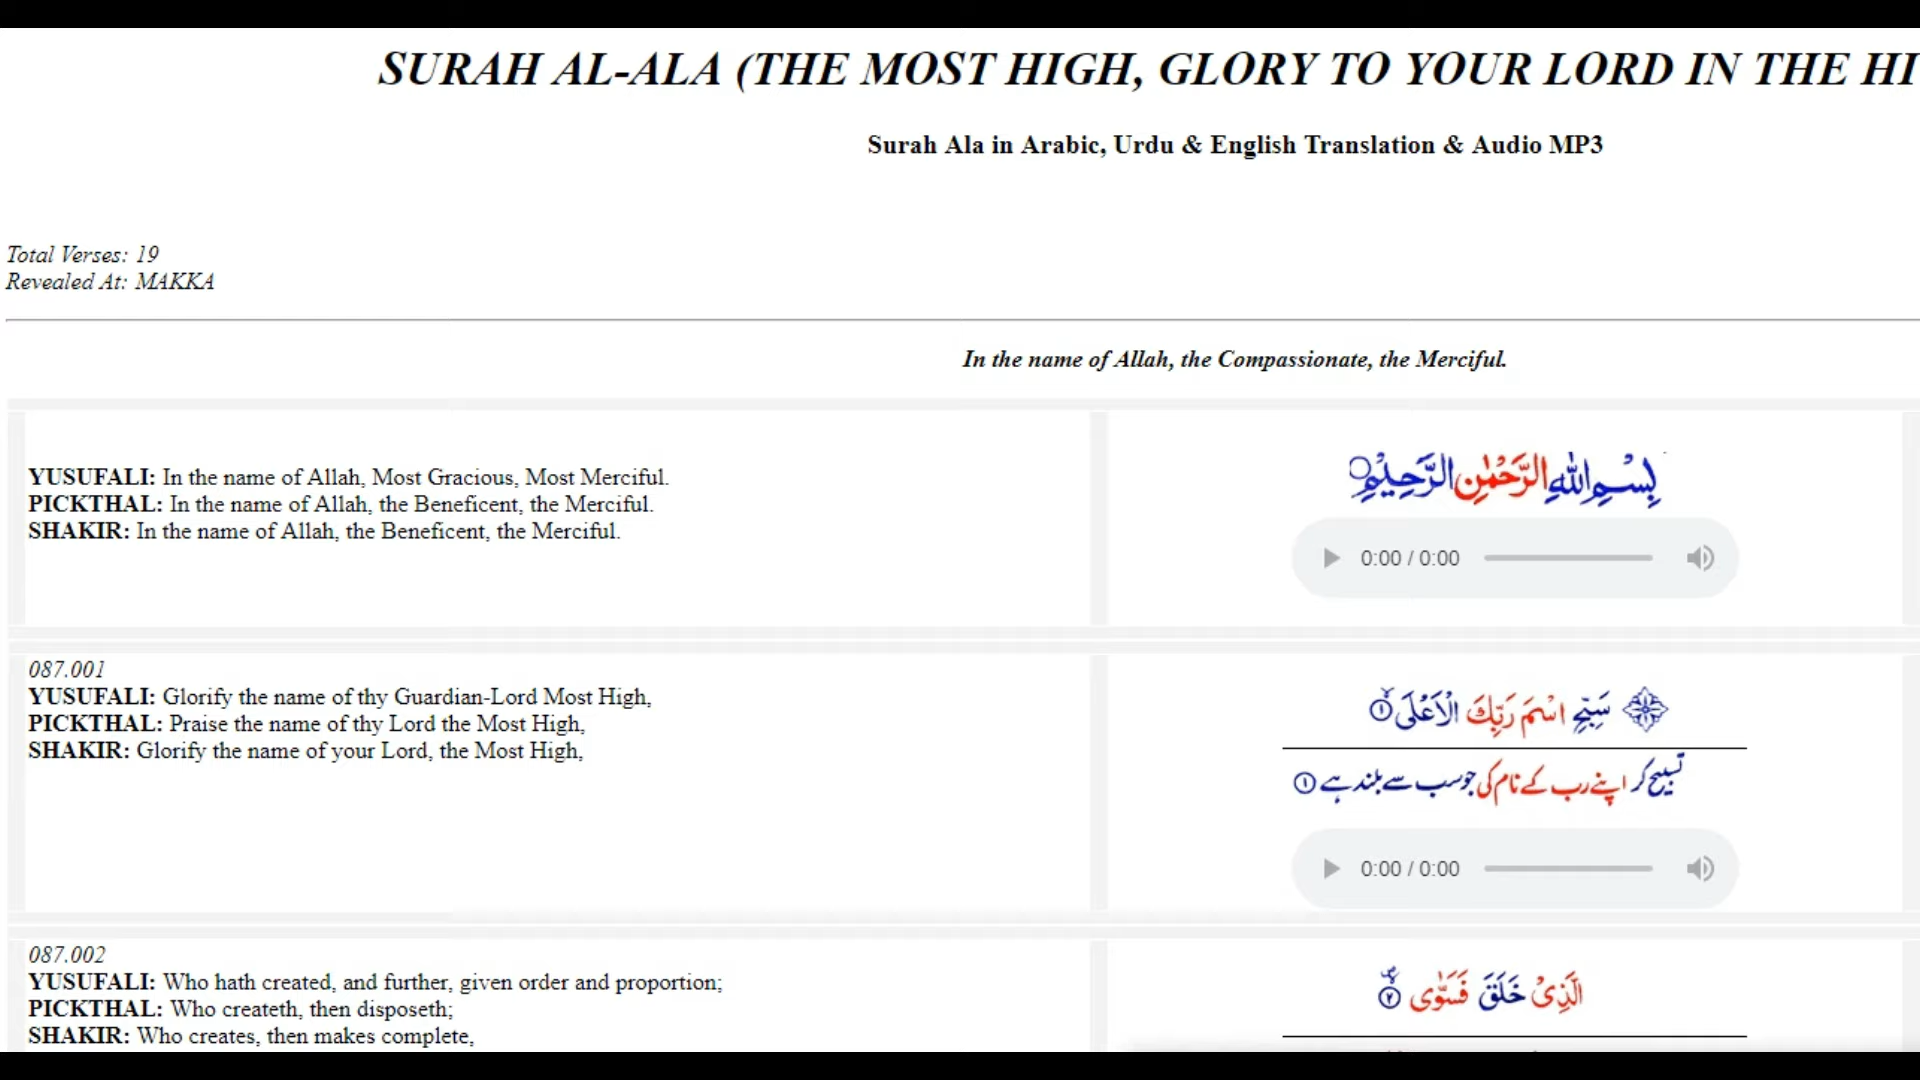 SURAH AL-ALA (THE MOST HIGH, GLORY TO YOUR LORD IN THE HI
Surah Ala in Arabic, Urdu & English Translation & Audio MP3
Total Verses: 19
Revealed At: MAKKA
In the name of Allah, the Compassionate, the Merciful.
YUSUFALI: In the name of Allah, Most Gracious, Most Merciful.
PICKTHAL: In the name of Allah, the Beneficent, the Merciful.
SHAKIR: In the name of Allah, the Beneficent, the Merciful.
بِسْمِ اللّٰهِ الرَّحْمٰنِ الرَّحِيْمِ
0:00 / 0:00
087.001
YUSUFALI: Glorify the name of thy Guardian-Lord Most High,
PICKTHAL: Praise the name of thy Lord the Most High,
SHAKIR: Glorify the name of your Lord, the Most High,
سَبِّحِ اسْمَ رَبِّكَ الْاَعْلَى ۙ‏﴿۱﴾
تسبیح کر اپنے رب کے نام کی جو سب سے بلند ہے ﴿۱﴾
0:00 / 0:00
087.002
YUSUFALI: Who hath created, and further, given order and proportion;
PICKTHAL: Who createth, then disposeth;
SHAKIR: Who creates, then makes complete,
الَّذِىْ خَلَقَ فَسَوّٰى ۙ‏﴿۲﴾